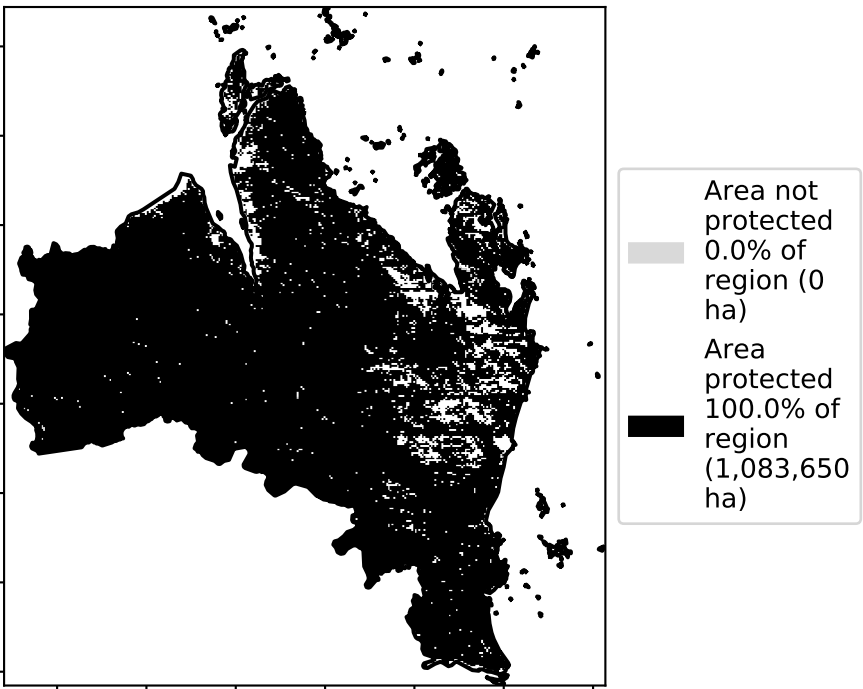 Area not
protected
0.0% of
region (0
ha)
Area
protected
100.0% of
region
(1,083,650
ha)